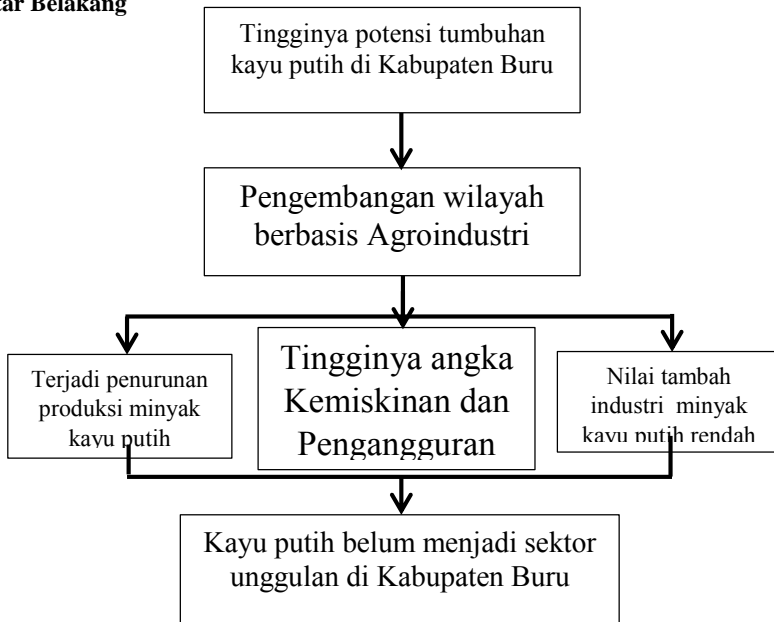 tar Belakang
Tingginya potensi tumbuhan
kayu putih di Kabupaten Buru
Pengembangan wilayah
berbasis Agroindustri
Terjadi penurunan
produksi minyak
kayu putih
Tingginya angka
Kemiskinan dan
Pengangguran
Nilai tambah
industri minyak
kayu putih rendah
Kayu putih belum menjadi sektor
unggulan di Kabupaten Buru